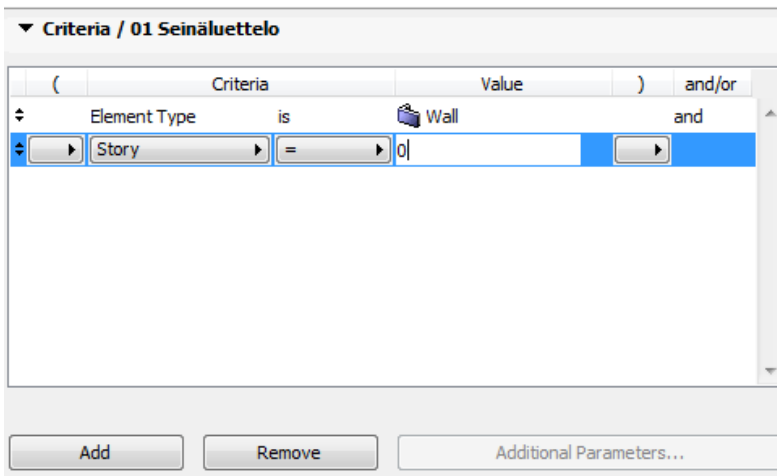 Criteria / 01 Seinäluettelo
( Criteria Value ) and/or
Element Type is Wall and
Story = 0
Add Remove Additional Parameters...